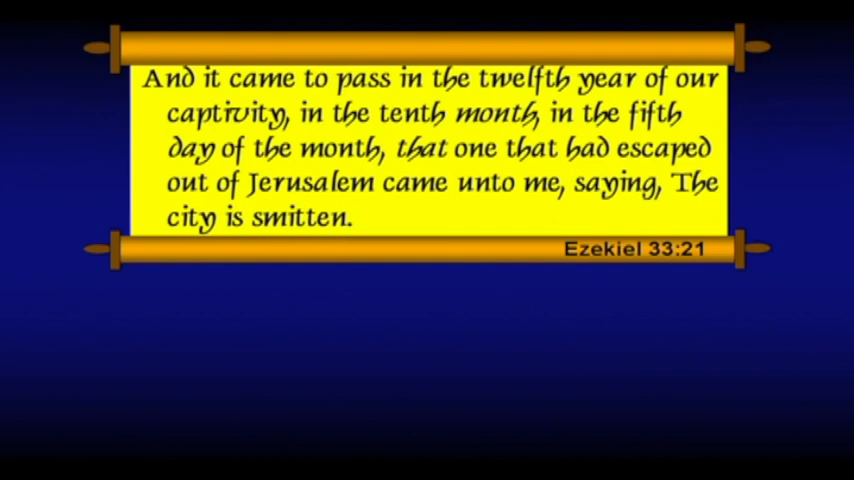 And it came to pass in the twelfth year of our
captivity, in the tenth month, in the fifth
day of the month, that one that had escaped
out of Jerusalem came unto me, saying, The
city is smitten.
Ezekiel 33:21